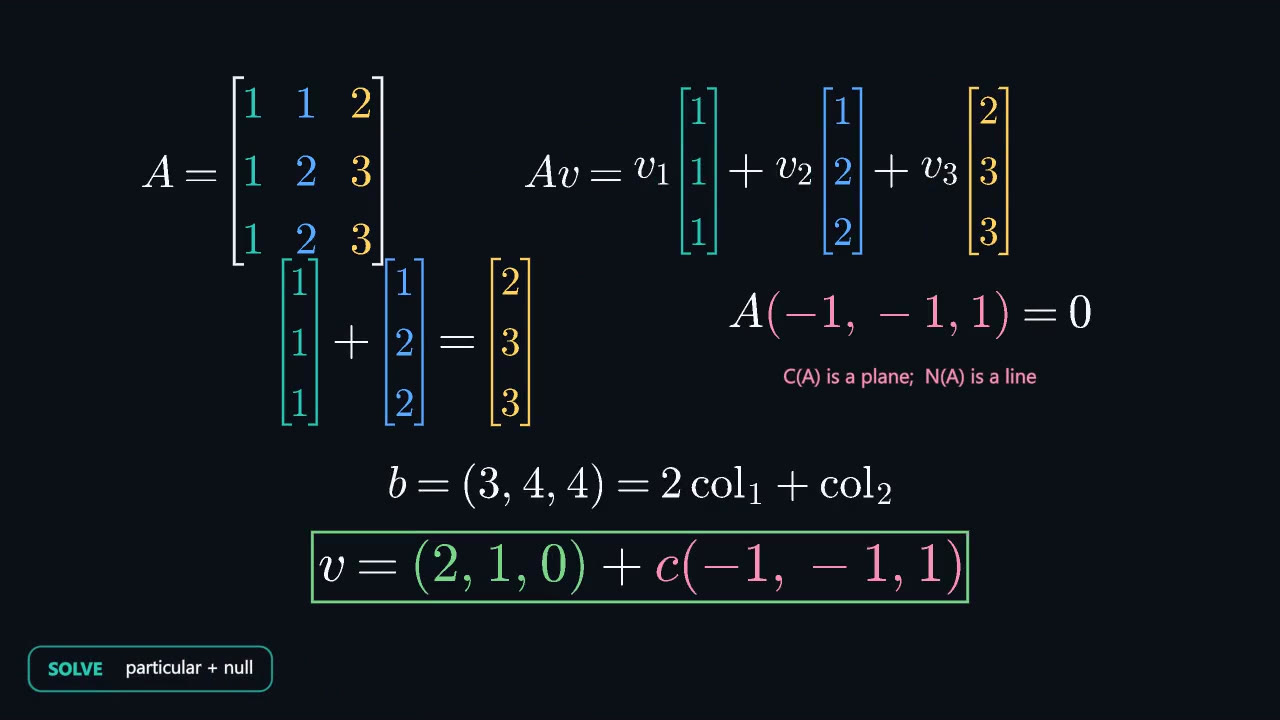 A = [1 1 2
1 2 3
1 2 3]
Av = v₁ [1 1 1] + v₂ [1 2 2] + v₃ [2 3 3]
[1 1 1] + [1 2 2] = [2 3 3]
A(−1, −1, 1) = 0
C(A) is a plane; N(A) is a line
b = (3, 4, 4) = 2 col₁ + col₂
v = (2, 1, 0) + c(−1, −1, 1)
SOLVE particular + null